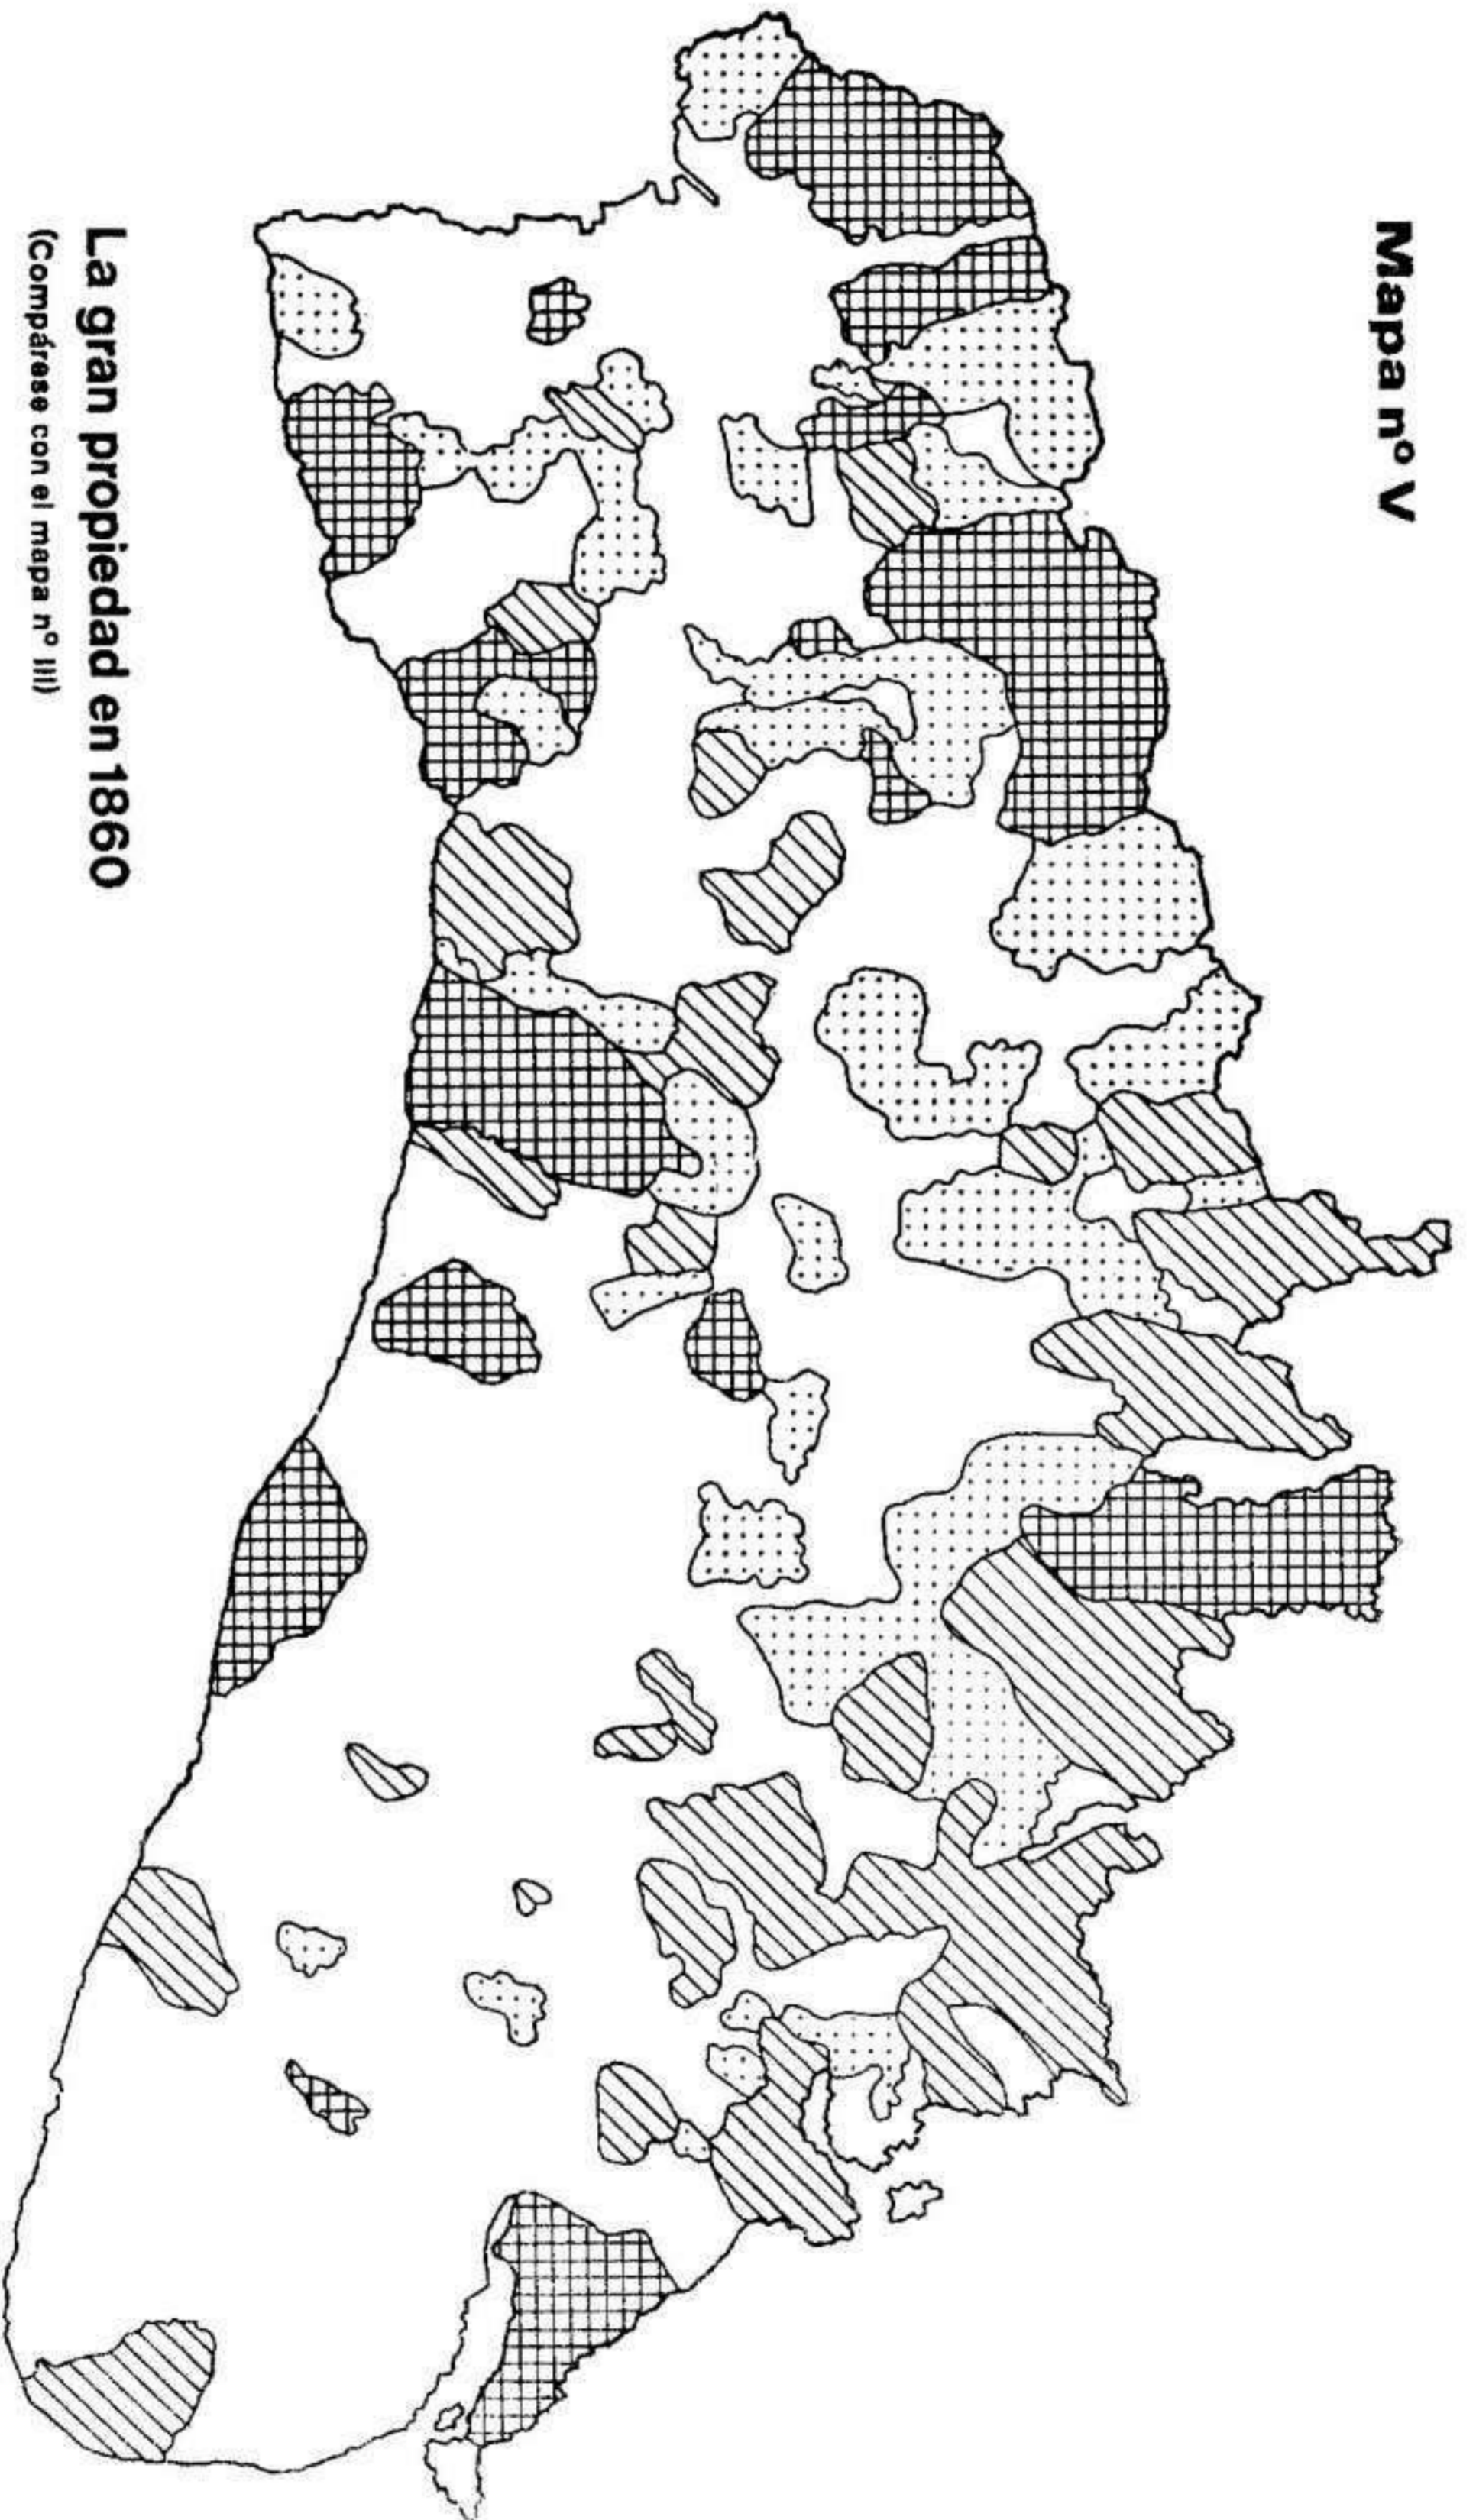 Mapa nº V
La gran propiedad en 1860
(Compárese con el mapa nº III)